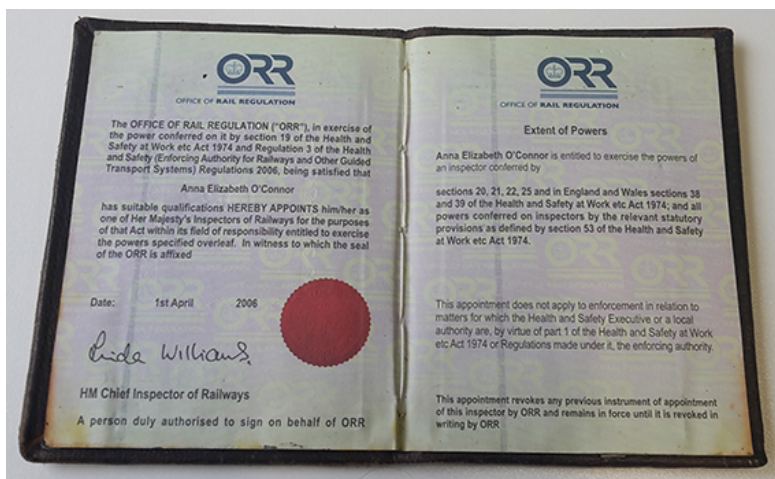 ORR
OFFICE OF RAIL REGULATION
The OFFICE OF RAIL REGULATION ("ORR"), in exercise of
the power conferred on it by section 19 of the Health and
Safety at Work etc Act 1974 and Regulation 3 of the Health
and Safety (Enforcing Authority for Railways and Other Guided
Transport Systems) Regulations 2006, being satisfied that
Anna Elizabeth O'Connor
has suitable qualifications HEREBY APPOINTS him/her as
one of Her Majesty's Inspectors of Railways for the purposes
of that Act within its field of responsibility entitled to exercise
the powers specified overleaf. In witness to which the seal
of the ORR is affixed
Date: 1st April 2006
Linda Williams.
HM Chief Inspector of Railways
A person duly authorised to sign on behalf of ORR
ORR
OFFICE OF RAIL REGULATION
Extent of Powers
Anna Elizabeth O'Connor is entitled to exercise the powers of
an inspector conferred by
sections 20, 21, 22, 25 and in England and Wales sections 38
and 39 of the Health and Safety at Work etc Act 1974; and all
powers conferred on inspectors by the relevant statutory
provisions as defined by section 53 of the Health and Safety
at Work etc Act 1974.
This appointment does not apply to enforcement in relation to
matters for which the Health and Safety Executive or a local
authority are, by virtue of part 1 of the Health and Safety at Work
etc Act 1974 or Regulations made under it, the enforcing authority.
This appointment revokes any previous instrument of appointment
of this inspector by ORR and remains in force until it is revoked in
writing by ORR